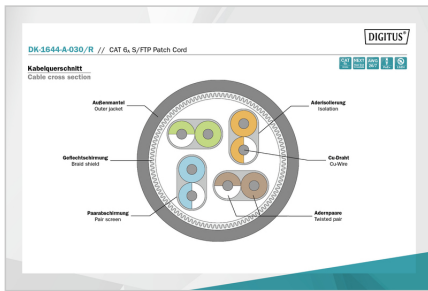 DIGITUS®
DK-1644-A-030/R // CAT 6A S/FTP Patch Cord
Kabelquerschnitt
Cable cross section
Außenmantel
Outer jacket
Aderisolierung
Isolation
Geflechtschirmung
Braid shield
Cu-Draht
Cu-Wire
Paarabschirmung
Pair screen
Adernpaare
Twisted pair